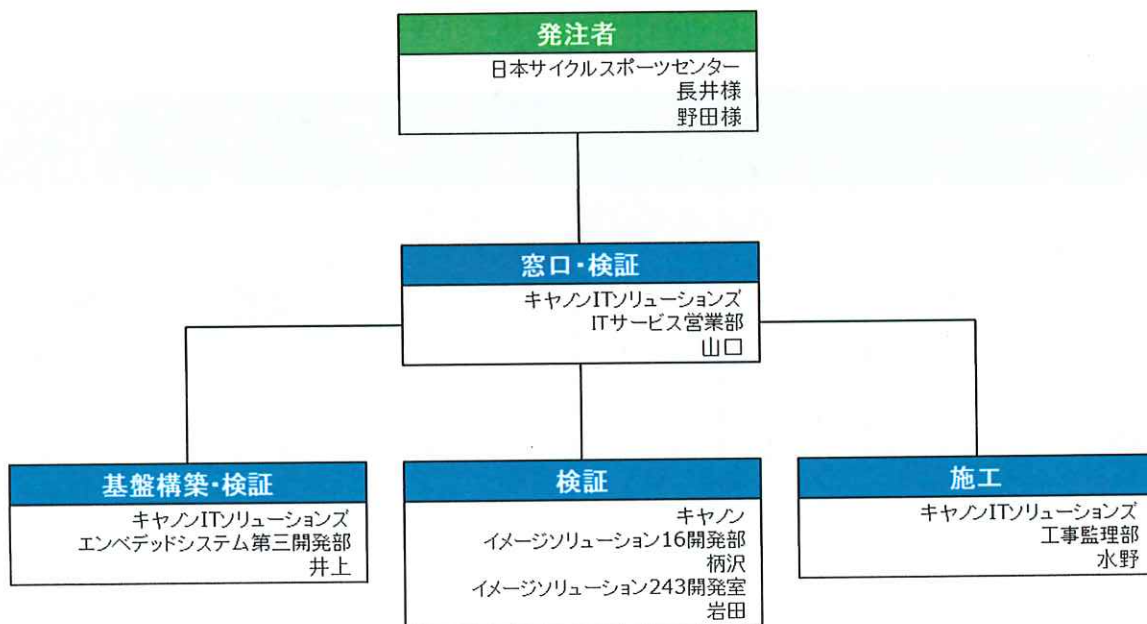 発注者
日本サイクルスポーツセンター
長井様
野田様
窓口・検証
キヤノンITソリューションズ
ITサービス営業部
山口
基盤構築・検証
キヤノンITソリューションズ
エンベデッドシステム第三開発部
井上
検証
キヤノン
イメージソリューション16開発部
柄沢
イメージソリューション243開発室
岩田
施工
キヤノンITソリューションズ
工事監理部
水野